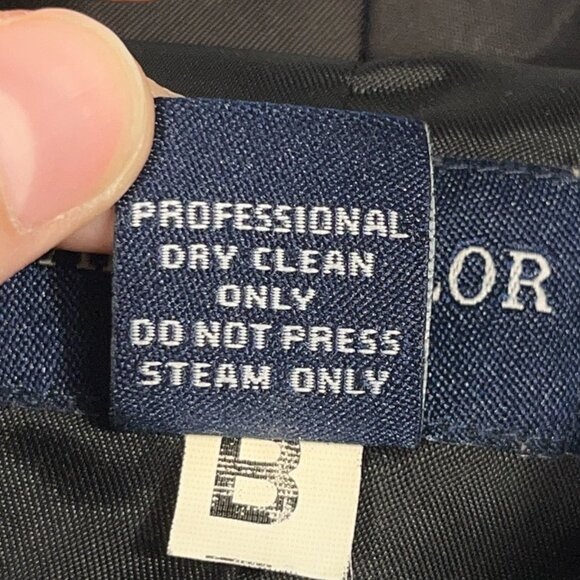 PROFESSIONAL
DRY CLEAN
ONLY
DO NOT PRESS
STEAM ONLY
LOR
B